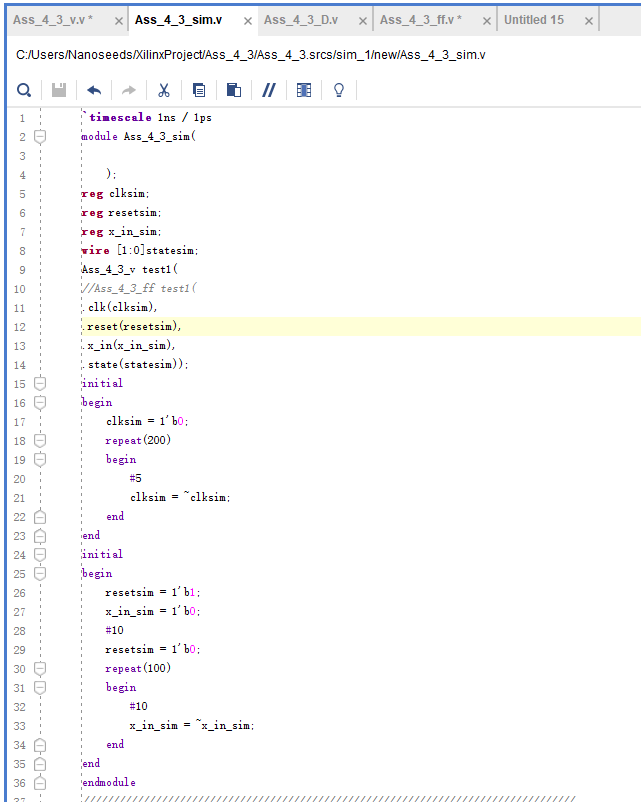 Ass_4_3_v.v * × Ass_4_3_sim.v × Ass_4_3_D.v × Ass_4_3_ff.v * × Untitled 15 ×
C:/Users/Nanoseeds/XilinxProject/Ass_4_3/Ass_4_3.srcs/sim_1/new/Ass_4_3_sim.v
1 `timescale 1ns / 1ps
2 module Ass_4_3_sim(
3
4 );
5 reg clksim;
6 reg resetsim;
7 reg x_in_sim;
8 wire [1:0]statesim;
9 Ass_4_3_v test1(
10 //Ass_4_3_ff test1(
11 .clk(clksim),
12 .reset(resetsim),
13 .x_in(x_in_sim),
14 .state(statesim));
15 initial
16 begin
17 clksim = 1'b0;
18 repeat(200)
19 begin
20 #5
21 clksim = ~clksim;
22 end
23 end
24 initial
25 begin
26 resetsim = 1'b1;
27 x_in_sim = 1'b0;
28 #10
29 resetsim = 1'b0;
30 repeat(100)
31 begin
32 #10
33 x_in_sim = ~x_in_sim;
34 end
35 end
36 endmodule